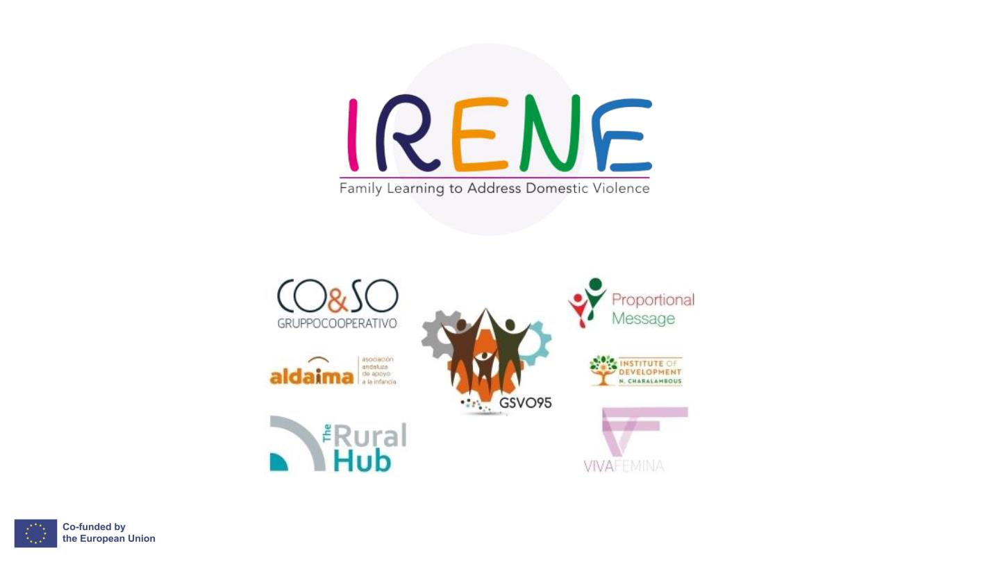 IRENE
Family Learning to Address Domestic Violence
CO&SO
GRUPPOCOOPERATIVO
aldaima
asociación
andaluza
de apoyo
a la infancia
The Rural
Hub
GSVO95
Proportional
Message
INSTITUTE OF
DEVELOPMENT
N. CHARALAMBOUS
VF
VIVAFEMINA
Co-funded by
the European Union